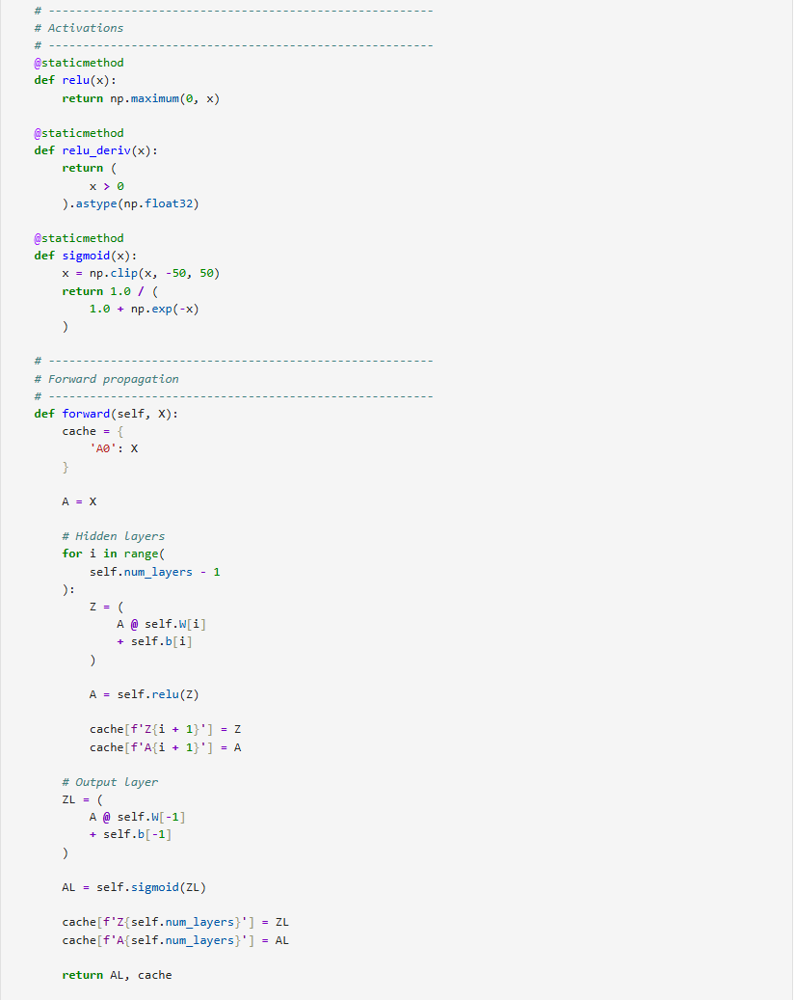 # --------------------------------------------------------
# Activations
# --------------------------------------------------------
@staticmethod
def relu(x):
    return np.maximum(0, x)

@staticmethod
def relu_deriv(x):
    return (
        x > 0
    ).astype(np.float32)

@staticmethod
def sigmoid(x):
    x = np.clip(x, -50, 50)
    return 1.0 / (
        1.0 + np.exp(-x)
    )

# --------------------------------------------------------
# Forward propagation
# --------------------------------------------------------
def forward(self, X):
    cache = {
        'A0': X
    }

    A = X

    # Hidden layers
    for i in range(
        self.num_layers - 1
    ):
        Z = (
            A @ self.W[i]
            + self.b[i]
        )

        A = self.relu(Z)

        cache[f'Z{i + 1}'] = Z
        cache[f'A{i + 1}'] = A

    # Output layer
    ZL = (
        A @ self.W[-1]
        + self.b[-1]
    )

    AL = self.sigmoid(ZL)

    cache[f'Z{self.num_layers}'] = ZL
    cache[f'A{self.num_layers}'] = AL

    return AL, cache